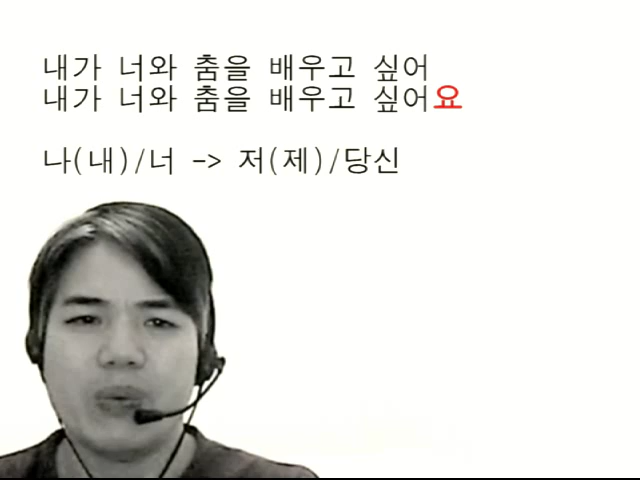 내가 너와 춤을 배우고 싶어
내가 너와 춤을 배우고 싶어요
나(내)/너 -> 저(제)/당신